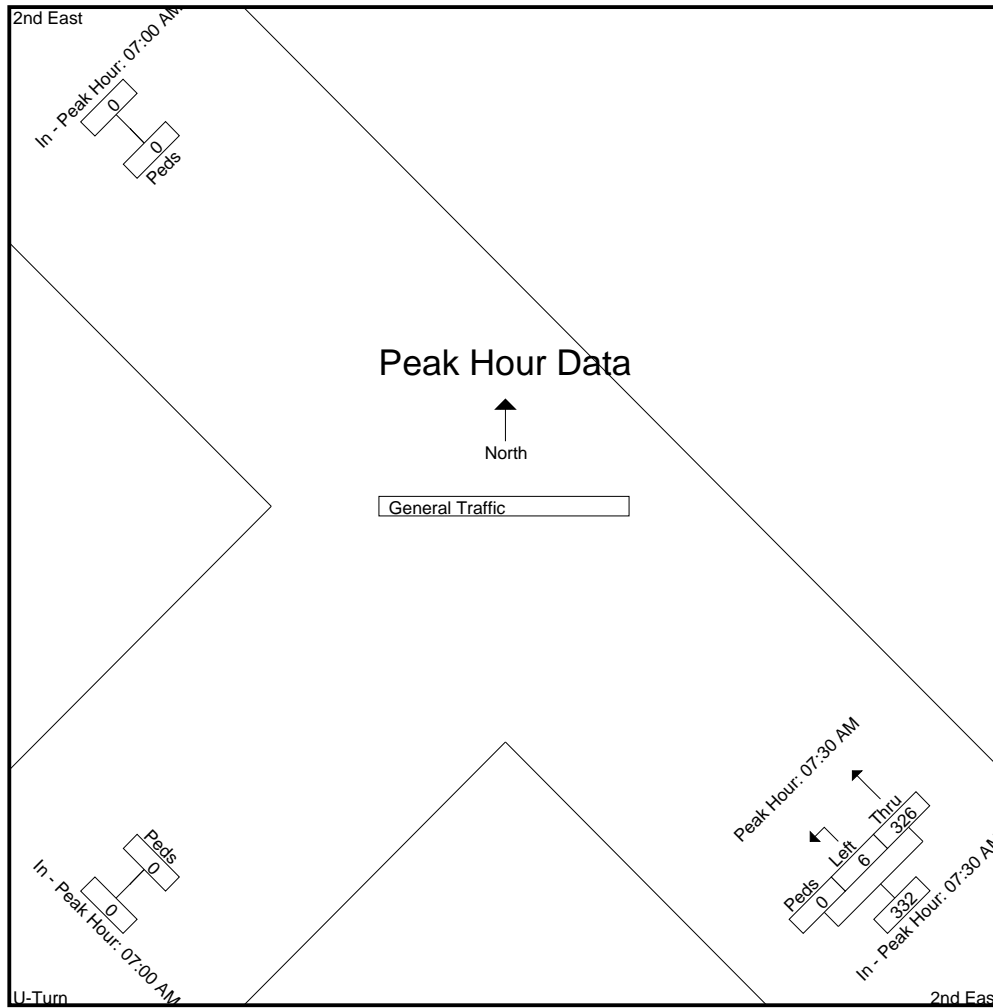 2nd East
In - Peak Hour: 07:00 AM
0
0
Peds
Peak Hour Data
North
General Traffic
Peak Hour: 07:30 AM
Thru
326
Left
6
Peds
0
332
In - Peak Hour: 07:30 AM
Peds
0
0
In - Peak Hour: 07:00 AM
U-Turn
2nd Eas